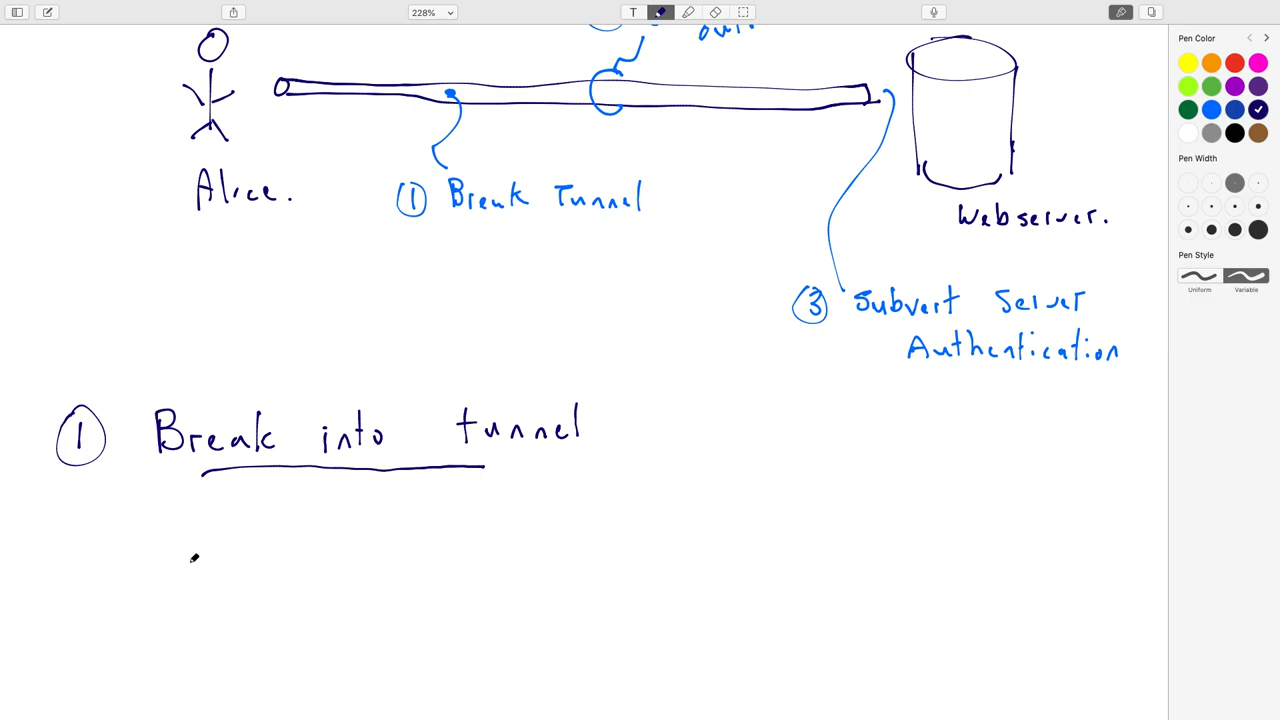 228%
T
Pen Color
out.
Alice.
① Break Tunnel
Webserver.
Pen Width
Pen Style
Uniform Variable
③ Subvert Server
Authentication
① Break into tunnel